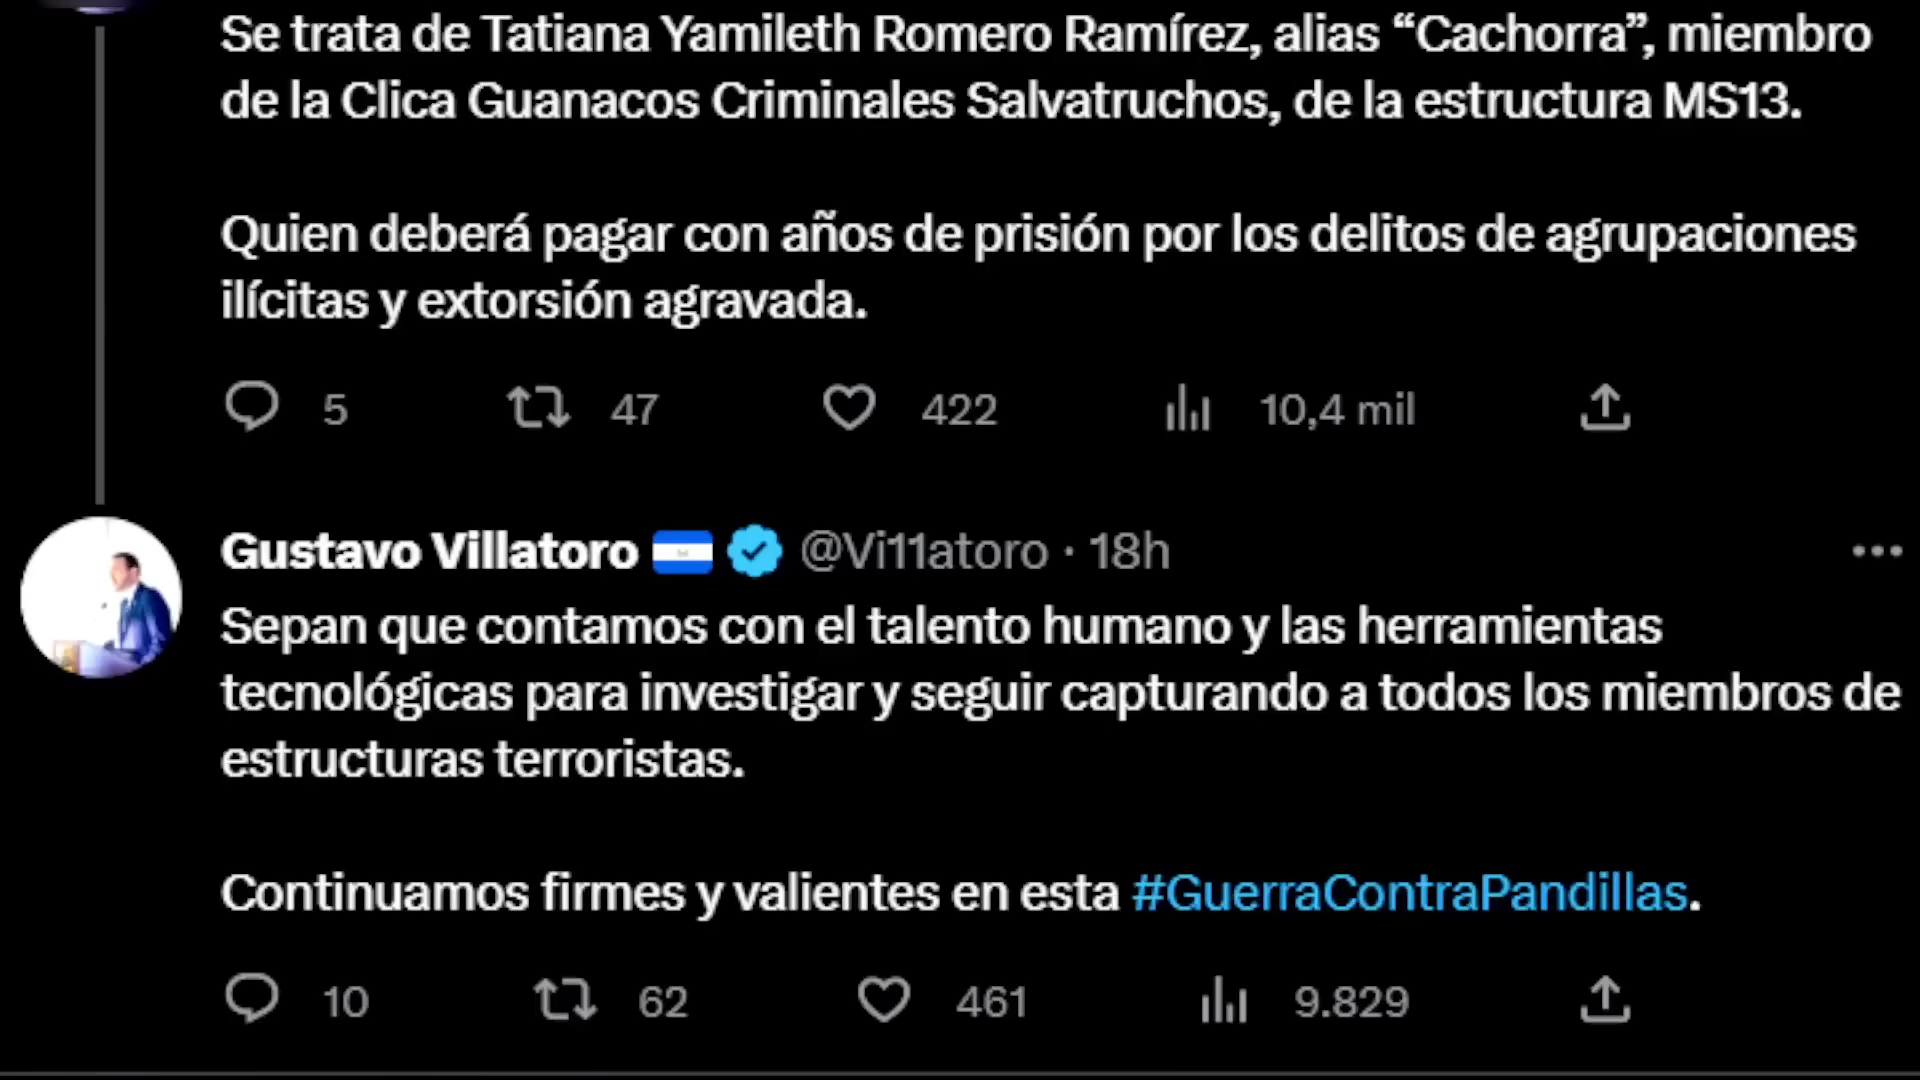 Se trata de Tatiana Yamileth Romero Ramírez, alias “Cachorra”, miembro
de la Clica Guanacos Criminales Salvatruchos, de la estructura MS13.
Quien deberá pagar con años de prisión por los delitos de agrupaciones
ilícitas y extorsión agravada.
5 47 422 10,4 mil
Gustavo Villatoro @Vi11atoro · 18h
Sepan que contamos con el talento humano y las herramientas
tecnológicas para investigar y seguir capturando a todos los miembros de
estructuras terroristas.
Continuamos firmes y valientes en esta #GuerraContraPandillas.
10 62 461 9.829